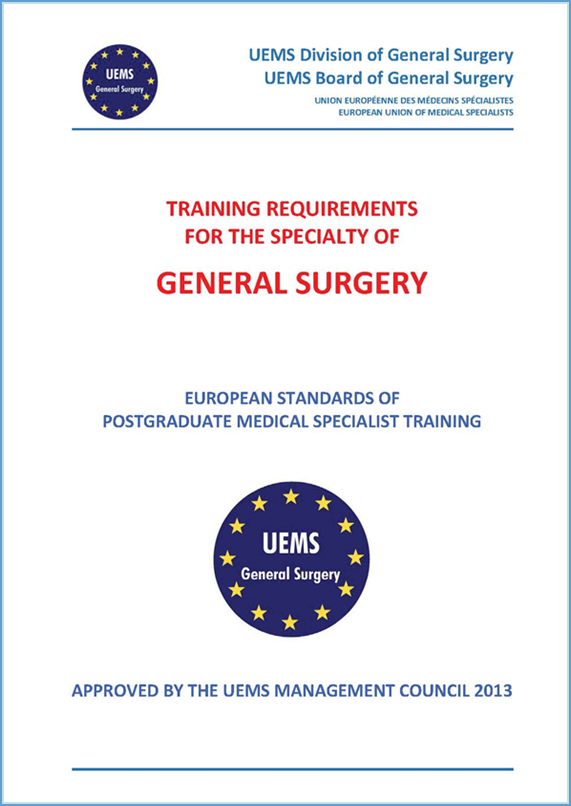 UEMS
General Surgery
UEMS Division of General Surgery
UEMS Board of General Surgery
UNION EUROPÉENNE DES MÉDECINS SPÉCIALISTES
EUROPEAN UNION OF MEDICAL SPECIALISTS
TRAINING REQUIREMENTS
FOR THE SPECIALTY OF
GENERAL SURGERY
EUROPEAN STANDARDS OF
POSTGRADUATE MEDICAL SPECIALIST TRAINING
UEMS
General Surgery
APPROVED BY THE UEMS MANAGEMENT COUNCIL 2013